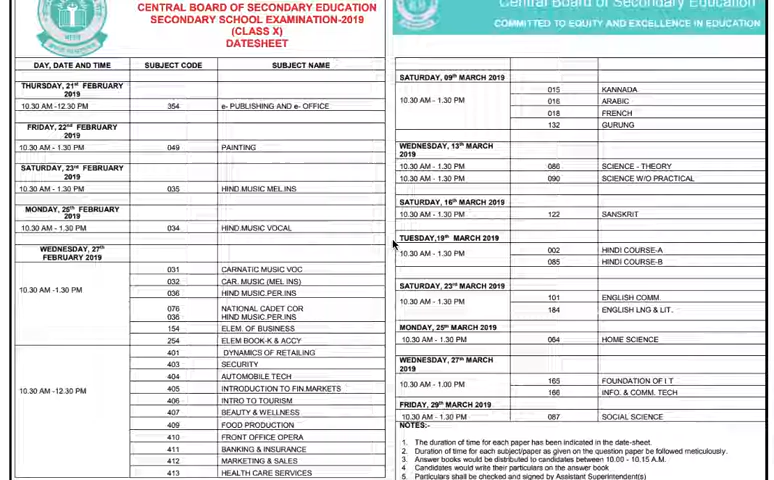 CENTRAL BOARD OF SECONDARY EDUCATION
SECONDARY SCHOOL EXAMINATION-2019
(CLASS X)
DATESHEET
DAY, DATE AND TIME SUBJECT CODE SUBJECT NAME
THURSDAY, 21st FEBRUARY
2019
10.30 AM -12.30 PM 354 e- PUBLISHING AND e- OFFICE
FRIDAY, 22nd FEBRUARY
2019
10.30 AM - 1.30 PM 049 PAINTING
SATURDAY, 23rd FEBRUARY
2019
10.30 AM - 1.30 PM 035 HIND.MUSIC MEL.INS
MONDAY, 25th FEBRUARY
2019
10.30 AM - 1.30 PM 034 HIND.MUSIC VOCAL
WEDNESDAY, 27th
FEBRUARY 2019
031 CARNATIC MUSIC VOC
032 CAR. MUSIC (MEL INS)
10.30 AM -1.30 PM 036 HIND MUSIC.PER.INS
076 NATIONAL CADET COR
036 HIND MUSIC.PER.INS
154 ELEM. OF BUSINESS
254 ELEM BOOK-K & ACCY
401 DYNAMICS OF RETAILING
403 SECURITY
404 AUTOMOBILE TECH
10.30 AM -12.30 PM 405 INTRODUCTION TO FIN.MARKETS
406 INTRO TO TOURISM
407 BEAUTY & WELLNESS
409 FOOD PRODUCTION
410 FRONT OFFICE OPERA
411 BANKING & INSURANCE
412 MARKETING & SALES
413 HEALTH CARE SERVICES
Central Board of Secondary Education
COMMITTED TO EQUITY AND EXCELLENCE IN EDUCATION
SATURDAY, 09th MARCH 2019
015 KANNADA
10.30 AM - 1.30 PM 016 ARABIC
018 FRENCH
132 GURUNG
WEDNESDAY, 13th MARCH
2019
10.30 AM - 1.30 PM 086 SCIENCE - THEORY
10.30 AM - 1.30 PM 090 SCIENCE W/O PRACTICAL
SATURDAY, 16th MARCH 2019
10.30 AM - 1.30 PM 122 SANSKRIT
TUESDAY,19th MARCH 2019
10.30 AM - 1.30 PM 002 HINDI COURSE-A
085 HINDI COURSE-B
SATURDAY, 23rd MARCH 2019
10.30 AM - 1.30 PM 101 ENGLISH COMM.
184 ENGLISH LNG & LIT.
MONDAY, 25th MARCH 2019
10.30 AM - 1.30 PM 064 HOME SCIENCE
WEDNESDAY, 27th MARCH
2019
10.30 AM - 1.00 PM 165 FOUNDATION OF I T
166 INFO. & COMM. TECH
FRIDAY, 29th MARCH 2019
10.30 AM - 1.30 PM 087 SOCIAL SCIENCE
NOTES:-
1. The duration of time for each paper has been indicated in the date-sheet.
2. Duration of time for each subject/paper as given on the question paper be followed meticulously.
3. Answer books would be distributed to candidates between 10.00 - 10.15 A.M.
4 Candidates would write their particulars on the answer book
5. Particulars shall be checked and signed by Assistant Superintendent(s)